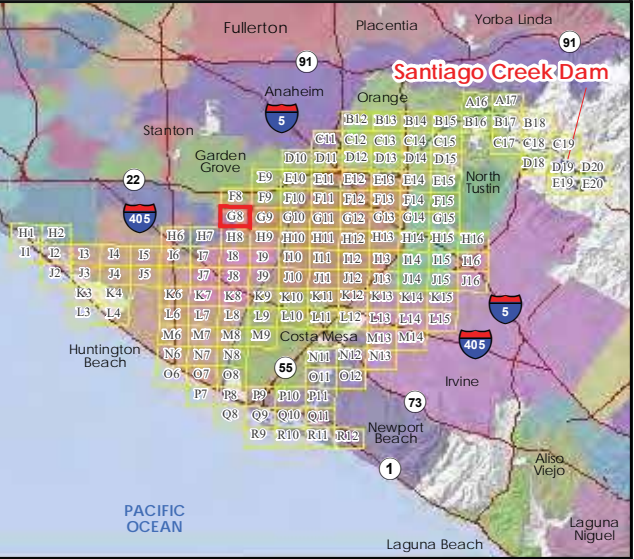 Fullerton
Placentia
Yorba Linda
91
91
Santiago Creek Dam
Anaheim
Orange
5
A16 A17
B12 B13 B14 B15 B16 B17 B18
Stanton
C11 C12 C13 C14 C15 C17 C18 C19
Garden
Grove
D10 D11 D12 D13 D14 D15 D18 D19 D20
E9 E10 E11 E12 E13 E14 E15 E19 E20
North
Tustin
22
F8 F9 F10 F11 F12 F13 F14 F15
405
G8 G9 G10 G11 G12 G13 G14 G15
H1 H2 H6 H7 H8 H9 H10 H11 H12 H13 H14 H15 H16
I1 I2 I3 I4 I5 I6 I7 I8 I9 I10 I11 I12 I13 I14 I15 I16
J2 J3 J4 J5 J7 J8 J9 J10 J11 J12 J13 J14 J15 J16
K3 K4 K6 K7 K8 K9 K10 K11 K12 K13 K14 K15
5
L3 L4 L6 L7 L8 L9 L10 L11 L12 L13 L14 L15
M6 M7 M8 M9 Costa Mesa M13 M14
405
Huntington
Beach
N6 N7 N8 N11 N12 N13
55
O6 O7 O8 O11 O12
Irvine
P7 P8 P9 P10 P11
73
Q8 Q9 Q10 Q11
Newport
Beach
R9 R10 R11 R12
1
Aliso
Viejo
PACIFIC
OCEAN
Laguna
Niguel
Laguna Beach